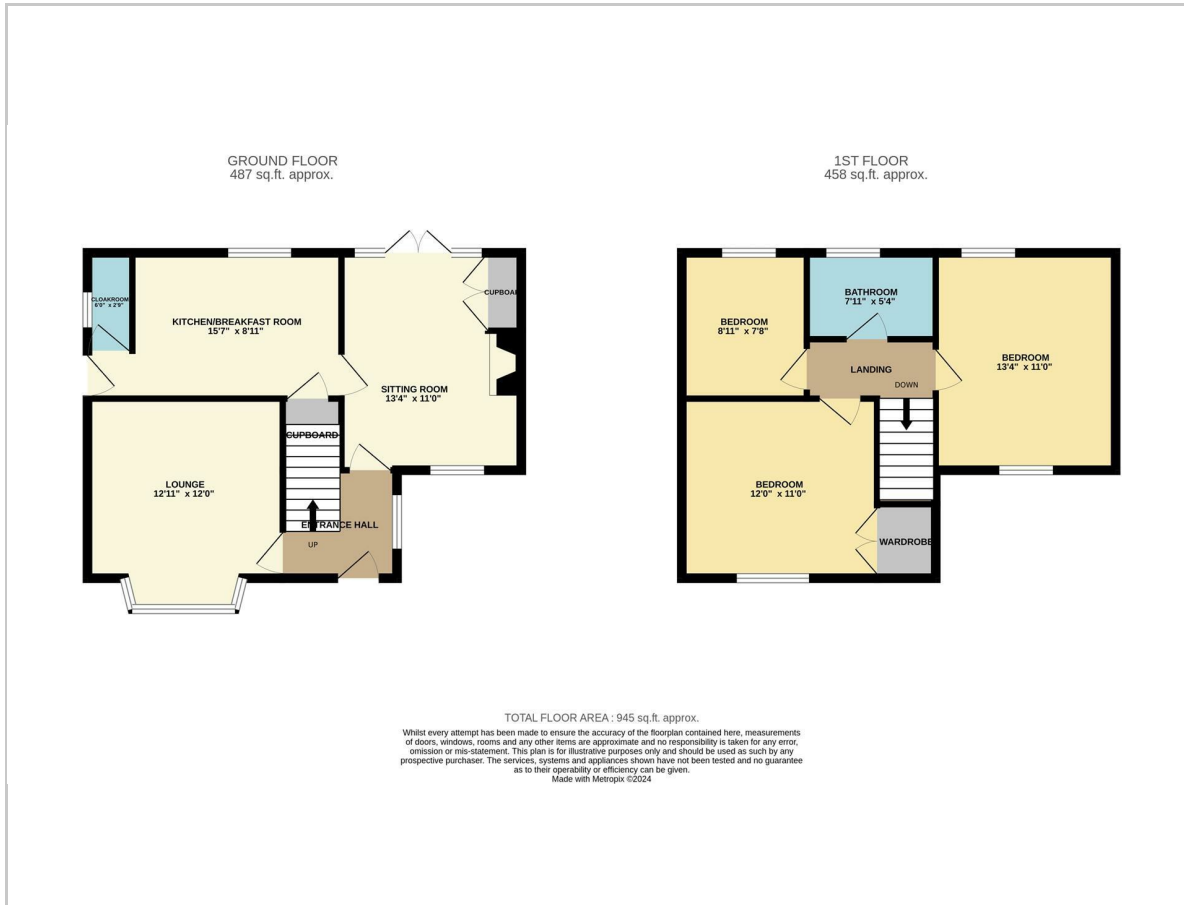 GROUND FLOOR
487 sq.ft. approx.
CLOAKROOM
6'0" x 2'9"
KITCHEN/BREAKFAST ROOM
15'7" x 8'11"
CUPBOARD
SITTING ROOM
13'4" x 11'0"
CUPBOARD
LOUNGE
12'11" x 12'0"
ENTRANCE HALL
UP
1ST FLOOR
458 sq.ft. approx.
BEDROOM
8'11" x 7'8"
BATHROOM
7'11" x 5'4"
BEDROOM
13'4" x 11'0"
LANDING
DOWN
BEDROOM
12'0" x 11'0"
WARDROBE
TOTAL FLOOR AREA : 945 sq.ft. approx.
Whilst every attempt has been made to ensure the accuracy of the floorplan contained here, measurements
of doors, windows, rooms and any other items are approximate and no responsibility is taken for any error,
omission or mis-statement. This plan is for illustrative purposes only and should be used as such by any
prospective purchaser. The services, systems and appliances shown have not been tested and no guarantee
as to their operability or efficiency can be given.
Made with Metropix ©2024